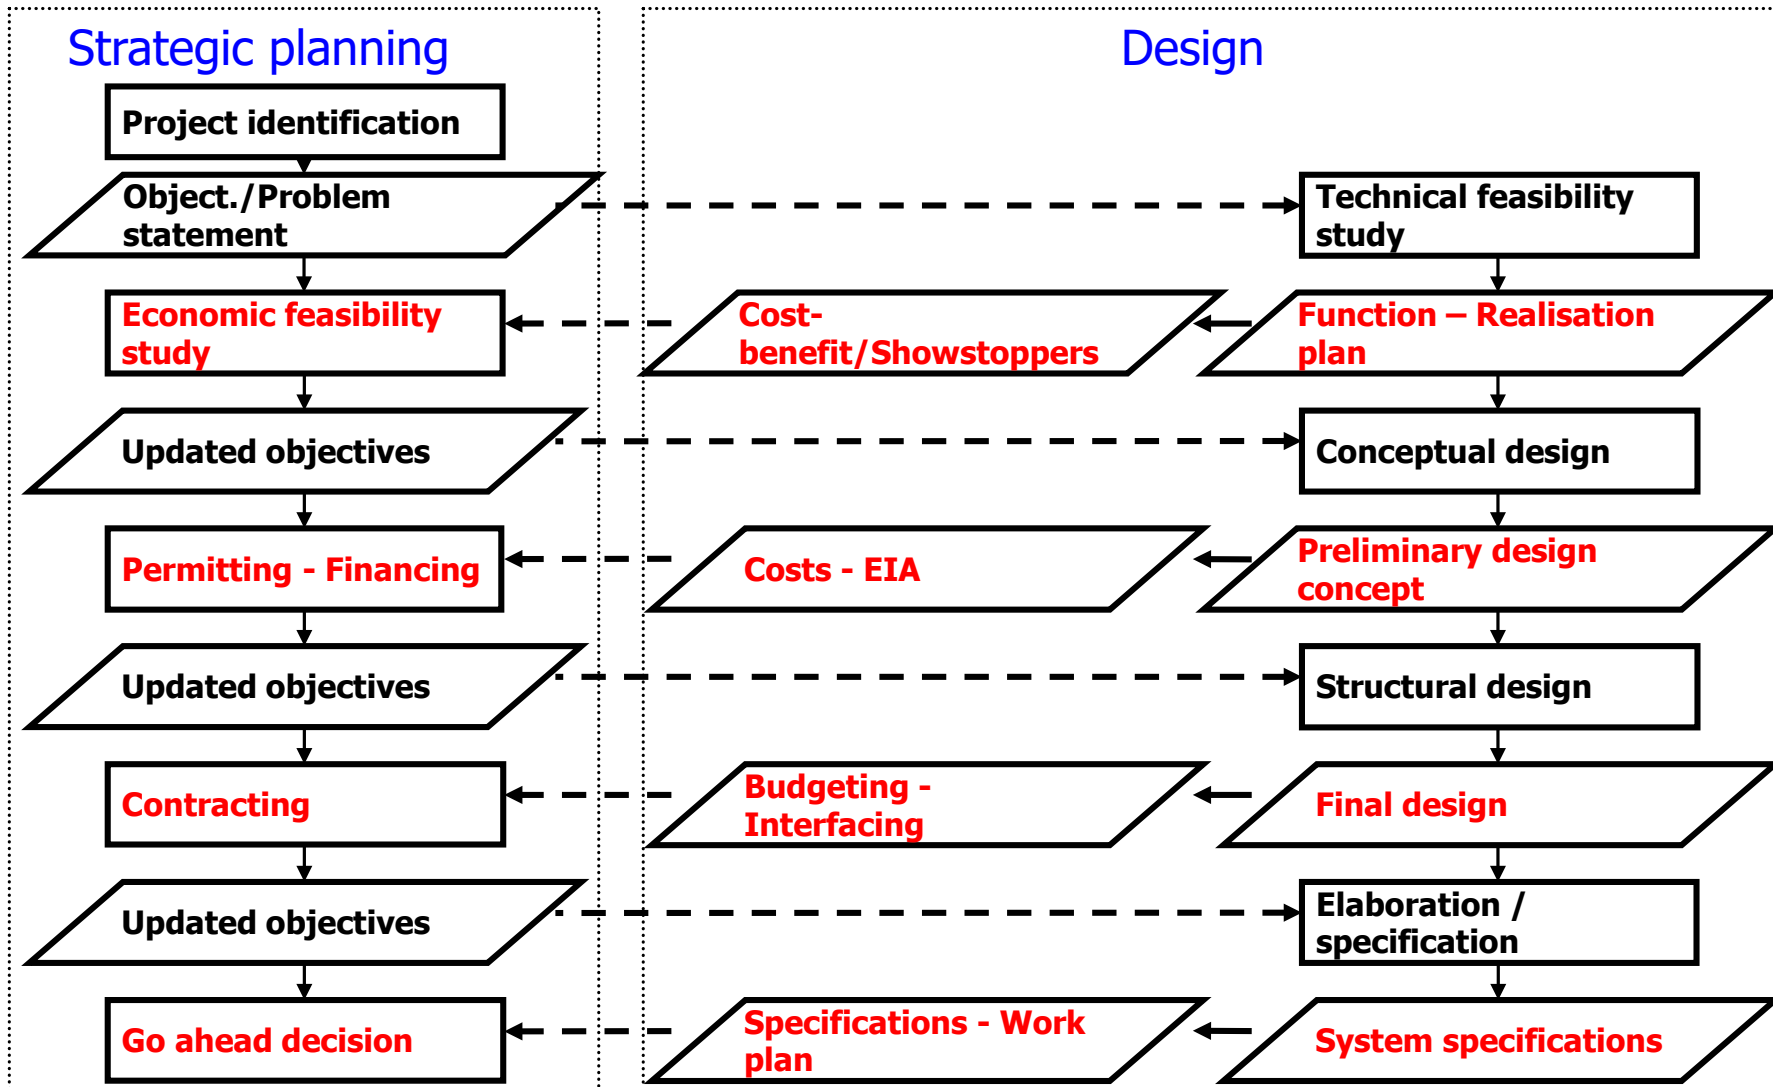 Strategic planning
Design
Project identification
Object./Problem
statement
Technical feasibility
study
Economic feasibility
study
Cost-
benefit/Showstoppers
Function – Realisation
plan
Updated objectives
Conceptual design
Permitting - Financing
Costs - EIA
Preliminary design
concept
Updated objectives
Structural design
Contracting
Budgeting -
Interfacing
Final design
Updated objectives
Elaboration /
specification
Go ahead decision
Specifications - Work
plan
System specifications